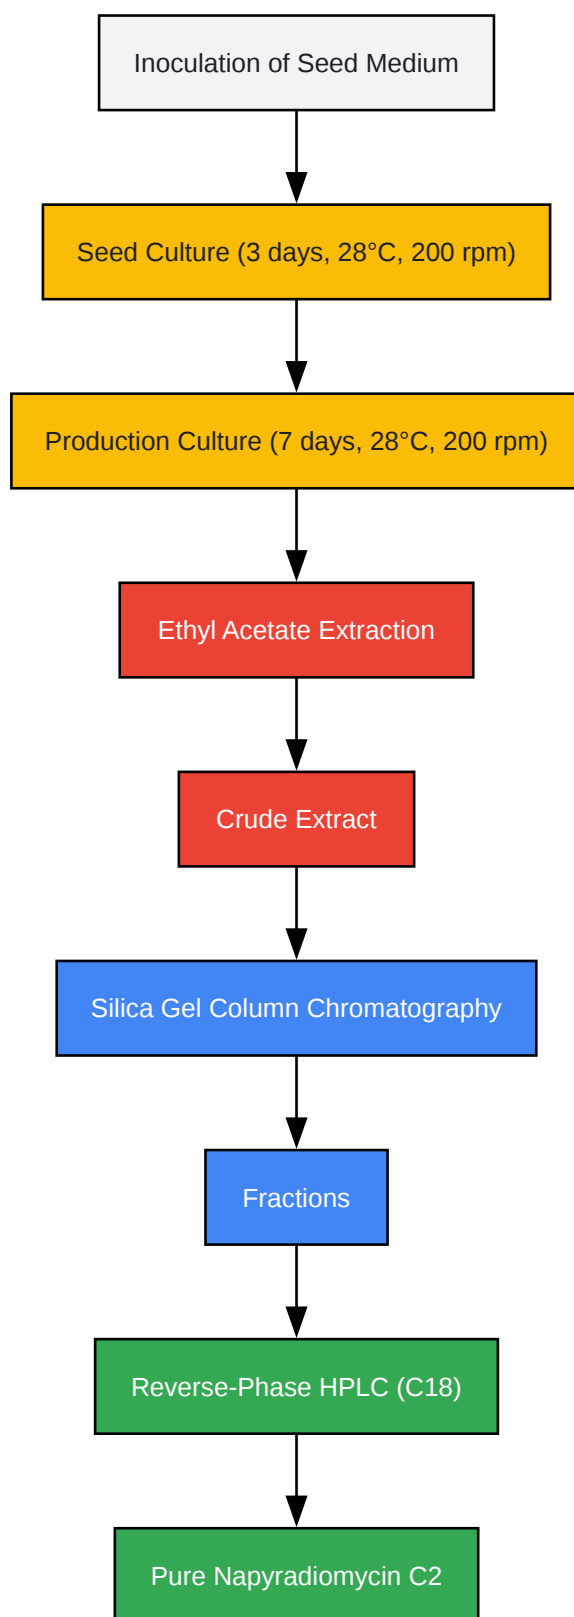 Inoculation of Seed Medium
Seed Culture (3 days, 28°C, 200 rpm)
Production Culture (7 days, 28°C, 200 rpm)
Ethyl Acetate Extraction
Crude Extract
Silica Gel Column Chromatography
Fractions
Reverse-Phase HPLC (C18)
Pure Napyradiomycin C2